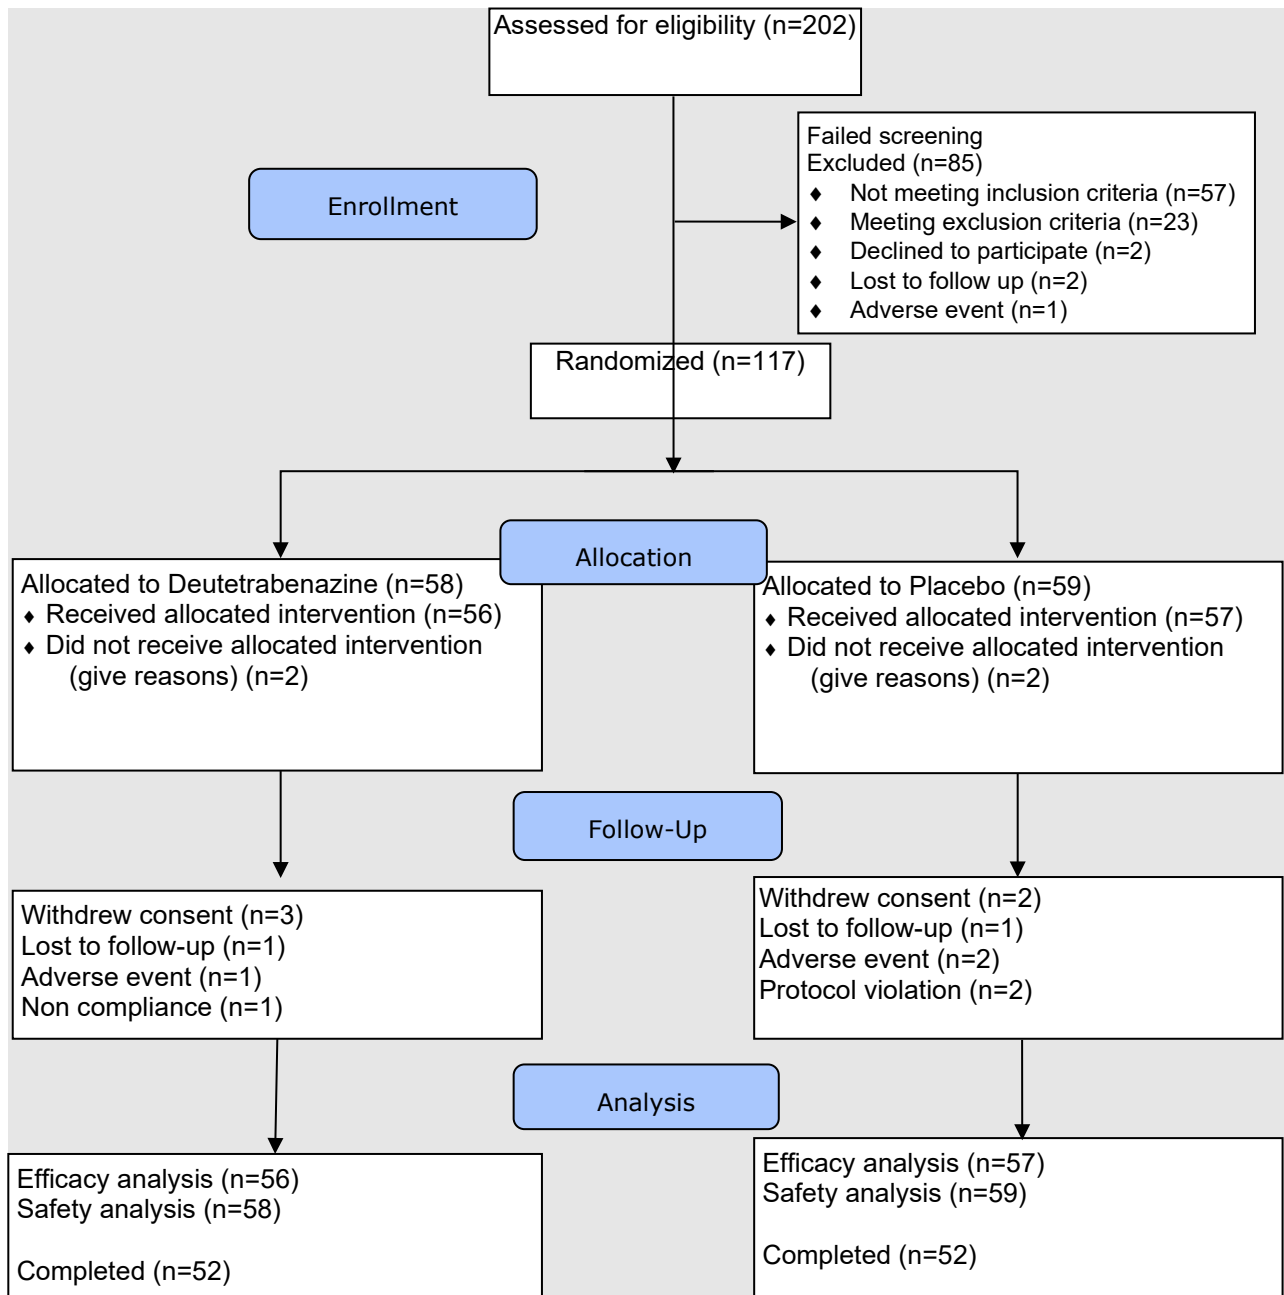 Assessed for eligibility (n=202)
Failed screening
Excluded (n=85)
♦ Not meeting inclusion criteria (n=57)
♦ Meeting exclusion criteria (n=23)
♦ Declined to participate (n=2)
♦ Lost to follow up (n=2)
♦ Adverse event (n=1)
Enrollment
Randomized (n=117)
Allocation
Allocated to Deutetrabenazine (n=58)
♦ Received allocated intervention (n=56)
♦ Did not receive allocated intervention
(give reasons) (n=2)
Allocated to Placebo (n=59)
♦ Received allocated intervention (n=57)
♦ Did not receive allocated intervention
(give reasons) (n=2)
Follow-Up
Withdrew consent (n=3)
Lost to follow-up (n=1)
Adverse event (n=1)
Non compliance (n=1)
Withdrew consent (n=2)
Lost to follow-up (n=1)
Adverse event (n=2)
Protocol violation (n=2)
Analysis
Efficacy analysis (n=56)
Safety analysis (n=58)
Completed (n=52)
Efficacy analysis (n=57)
Safety analysis (n=59)
Completed (n=52)